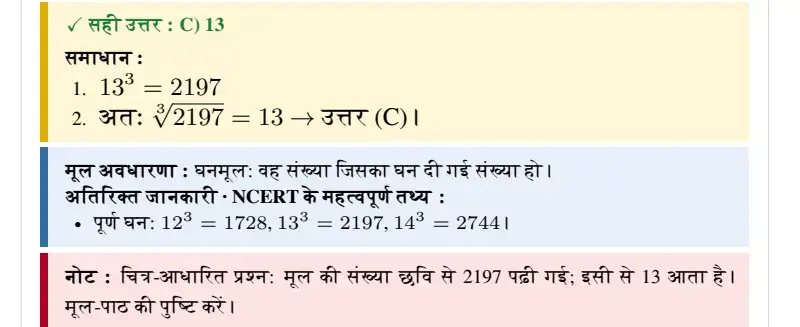 ✓ सही उत्तर : C) 13
समाधान :
1. 13³ = 2197
2. अतः ∛2197 = 13 → उत्तर (C)।
मूल अवधारणा : घनमूल: वह संख्या जिसका घन दी गई संख्या हो।
अतिरिक्त जानकारी · NCERT के महत्वपूर्ण तथ्य :
• पूर्ण घन: 12³ = 1728, 13³ = 2197, 14³ = 2744।
नोट : चित्र-आधारित प्रश्न: मूल की संख्या छवि से 2197 पढ़ी गई; इसी से 13 आता है।
मूल-पाठ की पुष्टि करें।